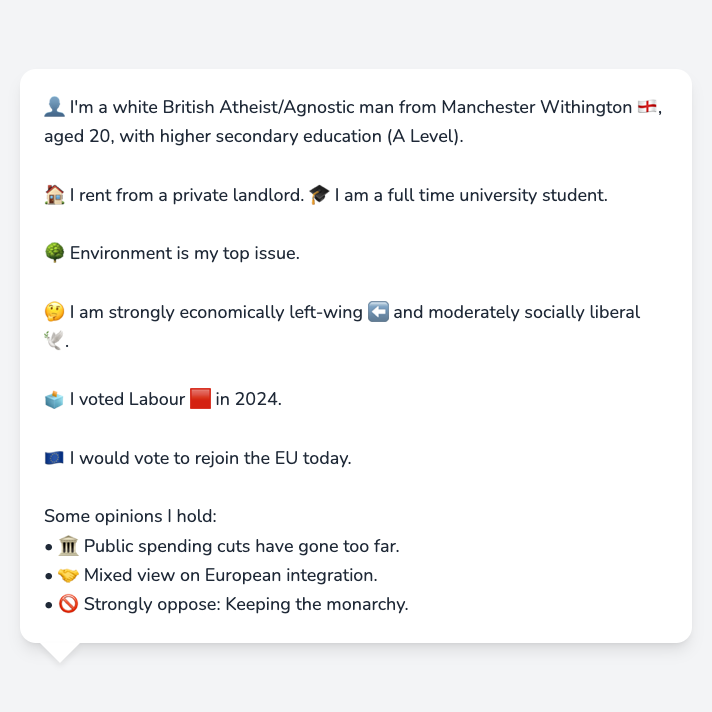 👤 I'm a white British Atheist/Agnostic man from Manchester Withington 🏴󠁧󠁢󠁥󠁮󠁧󠁿,
aged 20, with higher secondary education (A Level).
🏠 I rent from a private landlord. 🎓 I am a full time university student.
🌳 Environment is my top issue.
🤔 I am strongly economically left-wing ⬅️ and moderately socially liberal
🕊️.
🗳️ I voted Labour 🟥 in 2024.
🇪🇺 I would vote to rejoin the EU today.
Some opinions I hold:
• 🏛️ Public spending cuts have gone too far.
• 🤝 Mixed view on European integration.
• 🚫 Strongly oppose: Keeping the monarchy.